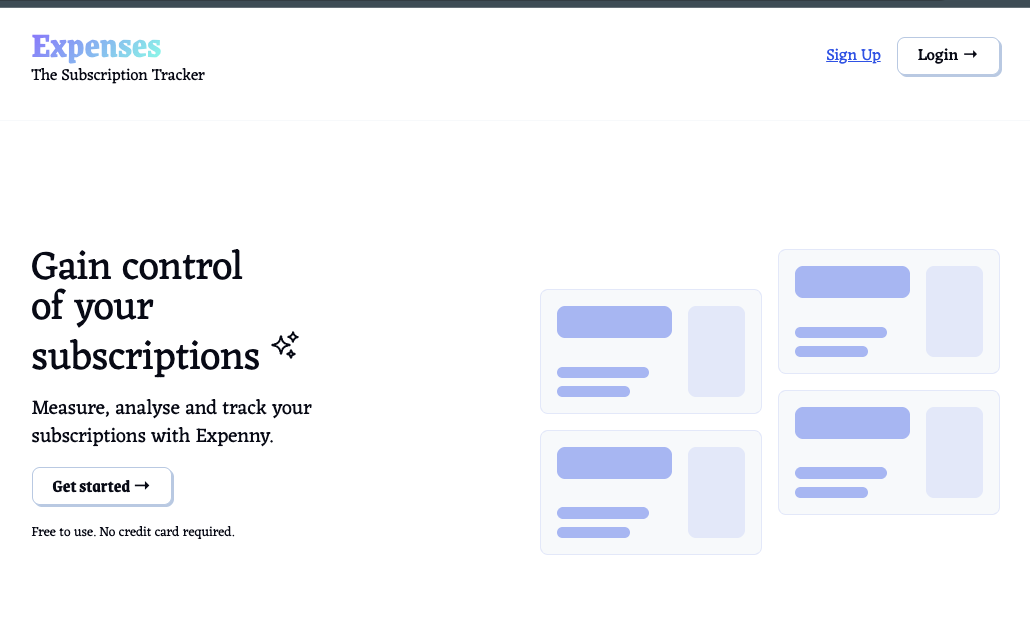 Expenses
The Subscription Tracker
Sign Up
Login →
Gain control
of your
subscriptions
Measure, analyse and track your
subscriptions with Expenny.
Get started →
Free to use. No credit card required.